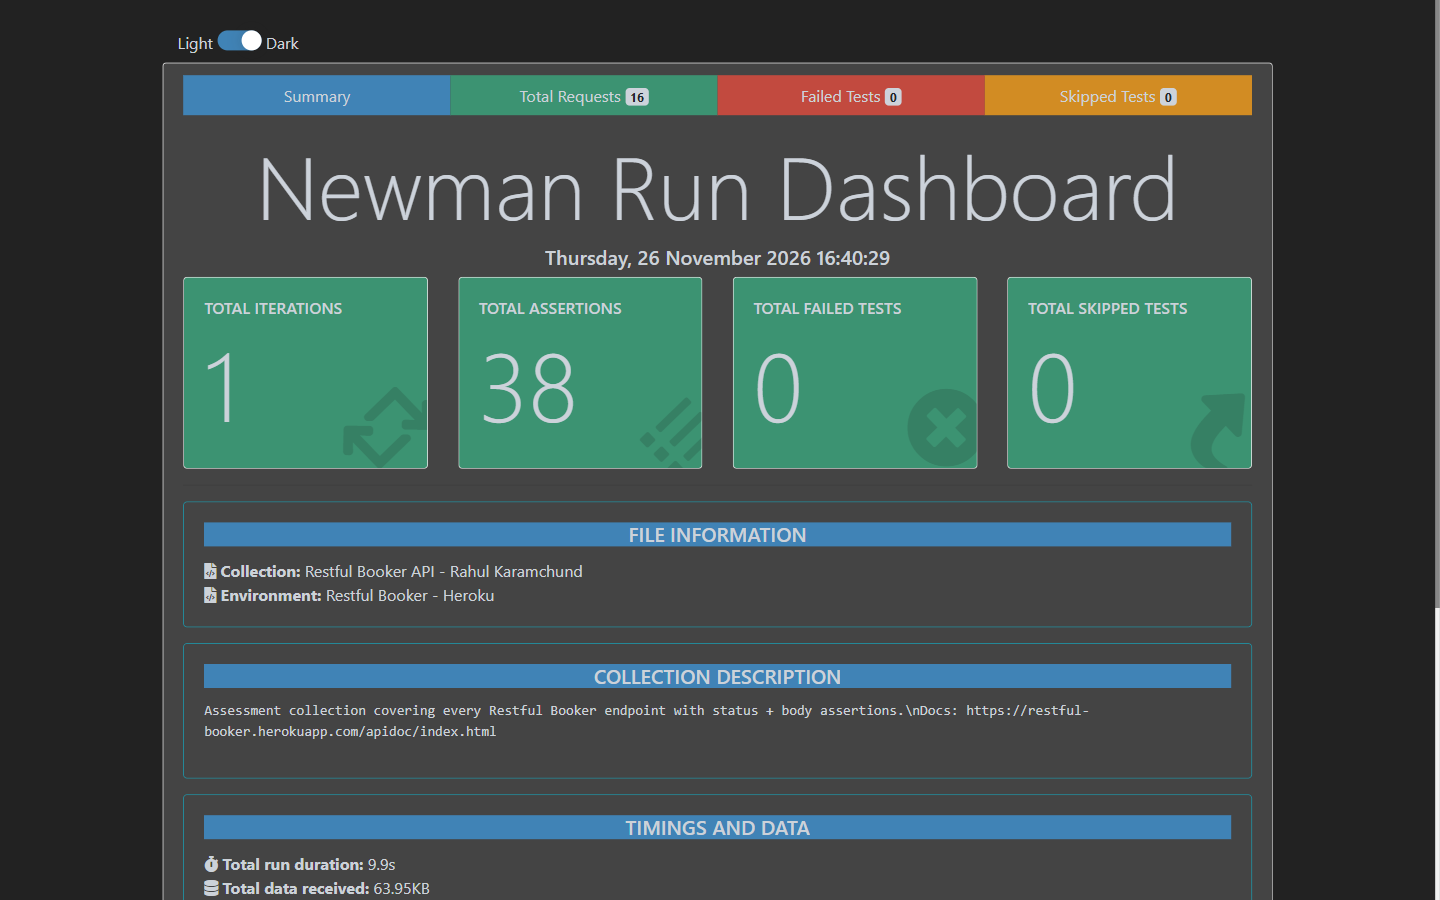 Light Dark
Summary Total Requests 16 Failed Tests 0 Skipped Tests 0
Newman Run Dashboard
Thursday, 26 November 2026 16:40:29
TOTAL ITERATIONS
1
TOTAL ASSERTIONS
38
TOTAL FAILED TESTS
0
TOTAL SKIPPED TESTS
0
FILE INFORMATION
Collection: Restful Booker API - Rahul Karamchund
Environment: Restful Booker - Heroku
COLLECTION DESCRIPTION
Assessment collection covering every Restful Booker endpoint with status + body assertions.\nDocs: https://restful-
booker.herokuapp.com/apidoc/index.html
TIMINGS AND DATA
Total run duration: 9.9s
Total data received: 63.95KB